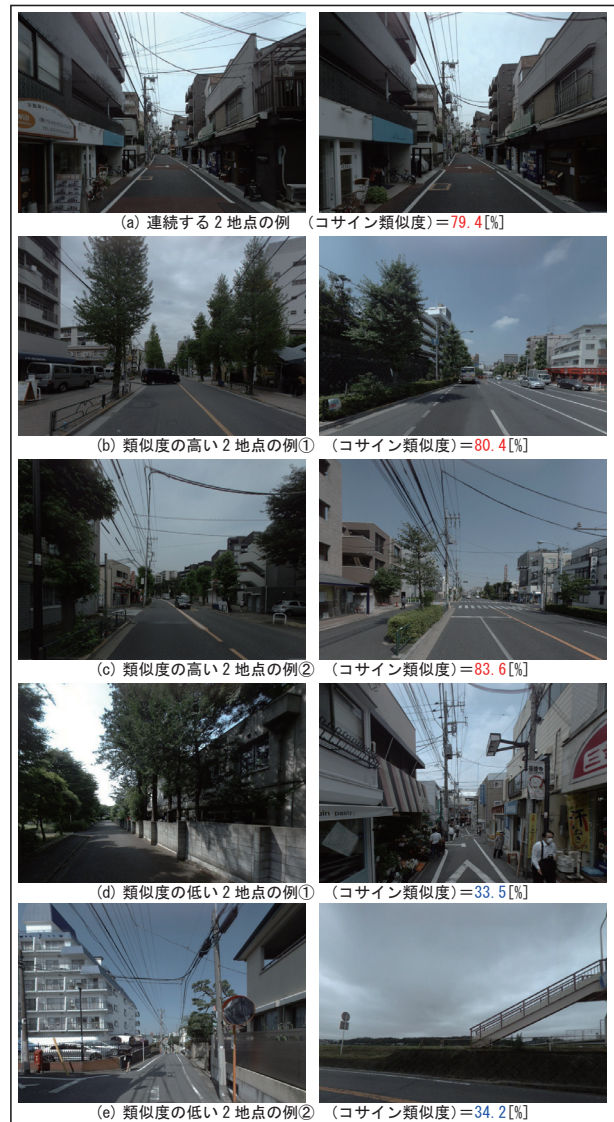 (a) 連続する2地点の例　(コサイン類似度)＝79.4[%]
(b) 類似度の高い2地点の例①　(コサイン類似度)＝80.4[%]
(c) 類似度の高い2地点の例②　(コサイン類似度)＝83.6[%]
(d) 類似度の低い2地点の例①　(コサイン類似度)＝33.5[%]
(e) 類似度の低い2地点の例②　(コサイン類似度)＝34.2[%]